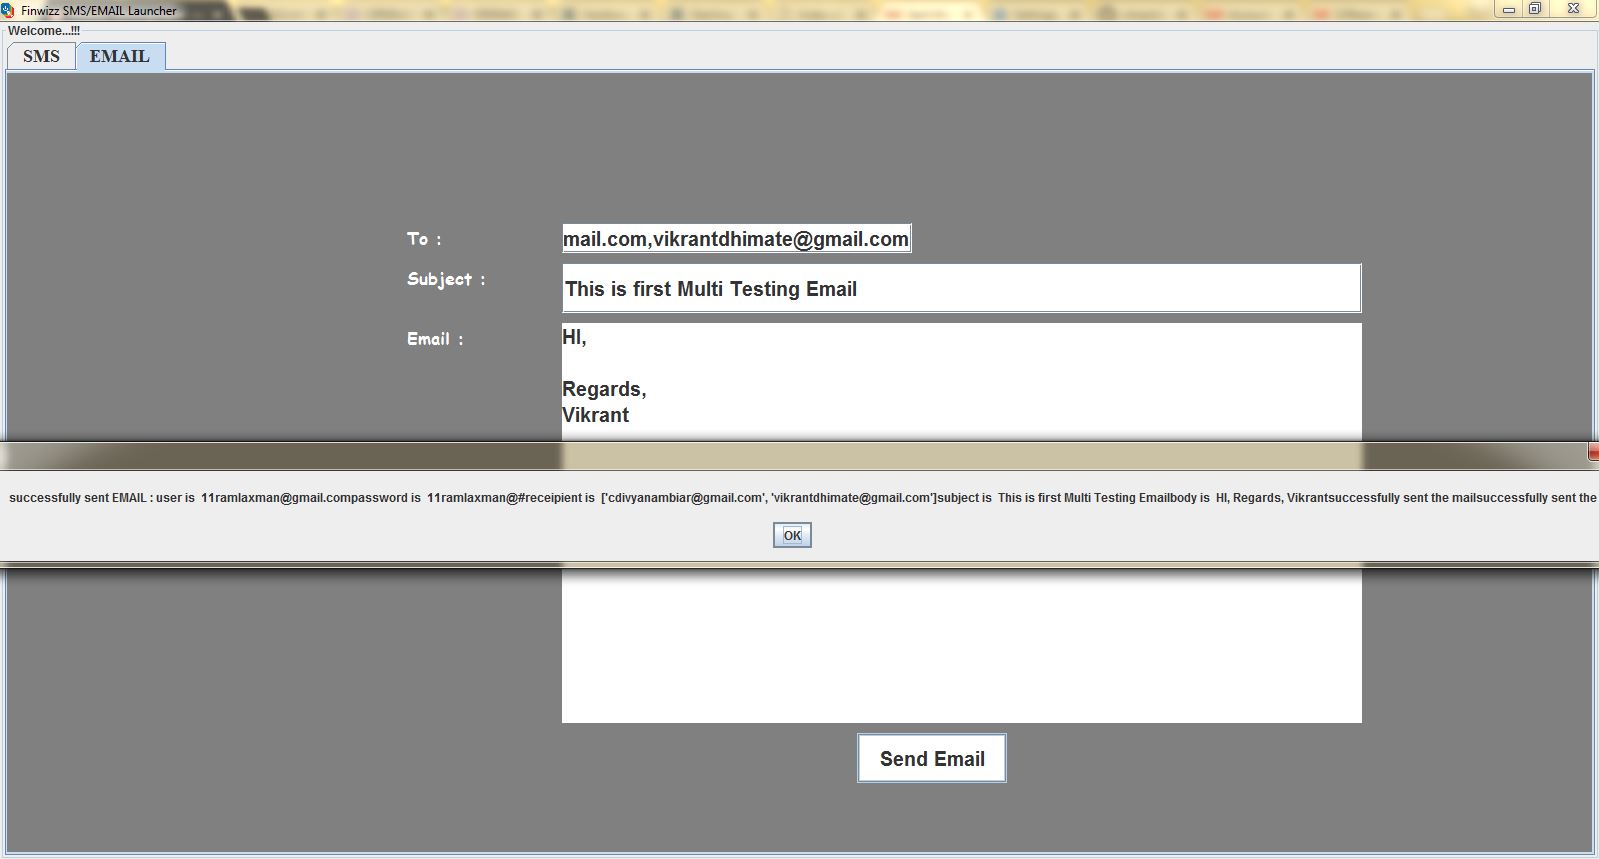 Finwizz SMS/EMAIL Launcher
Welcome...!!!
SMS EMAIL
To : mail.com,vikrantdhimate@gmail.com
Subject : This is first Multi Testing Email
Email : HI,
Regards,
Vikrant
successfully sent EMAIL : user is 11ramlaxman@gmail.compassword is 11ramlaxman@#receipient is ['cdivyanambiar@gmail.com', 'vikrantdhimate@gmail.com']subject is This is first Multi Testing Emailbody is HI, Regards, Vikrantsuccessfully sent the mailsuccessfully sent the
OK
Send Email